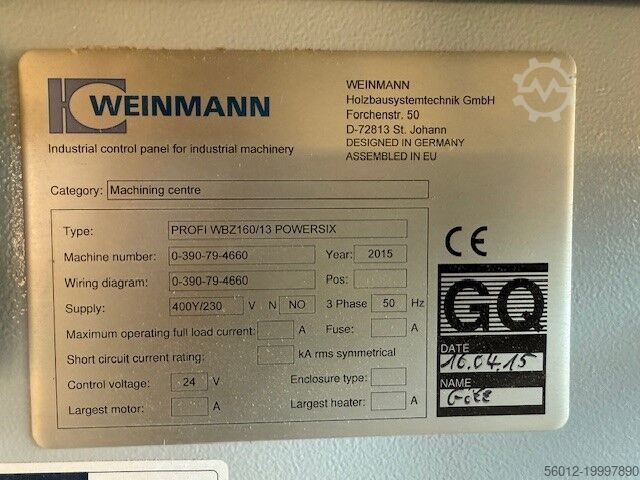 WEINMANN
Industrial control panel for industrial machinery
WEINMANN
Holzbausystemtechnik GmbH
Forchenstr. 50
D-72813 St. Johann
DESIGNED IN GERMANY
ASSEMBLED IN EU
Category: Machining centre
Type: PROFI WBZ160/13 POWERSIX
Machine number: 0-390-79-4660 Year: 2015
Wiring diagram: 0-390-79-4660 Pos:
Supply: 400Y/230 V N NO 3 Phase 50 Hz
Maximum operating full load current: A Fuse: A
Short circuit current rating: kA rms symmetrical
Control voltage: 24 V Enclosure type:
Largest motor: A Largest heater: A
CE
GQ
DATE
16.04.15
NAME
56012-19997890